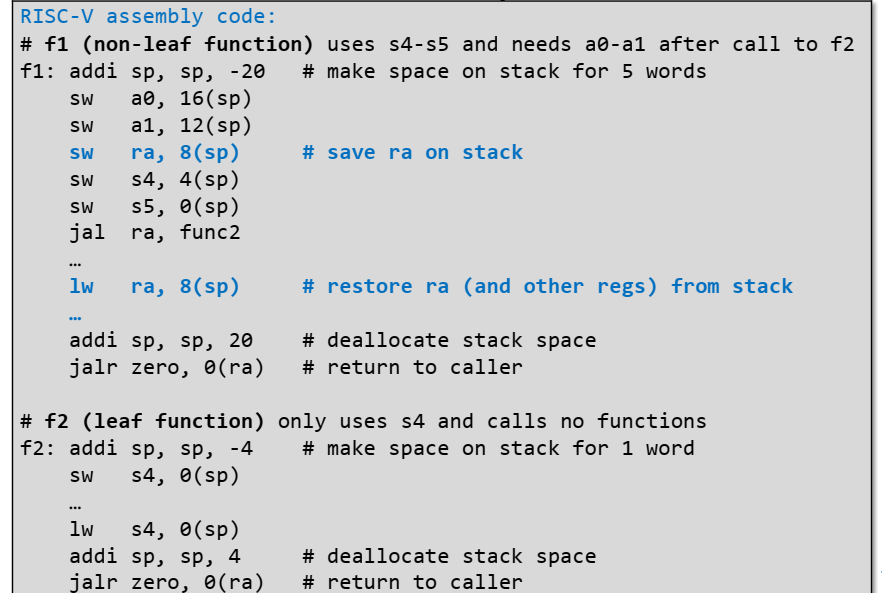 RISC-V assembly code:
# f1 (non-leaf function) uses s4-s5 and needs a0-a1 after call to f2
f1: addi sp, sp, -20   # make space on stack for 5 words
    sw   a0, 16(sp)
    sw   a1, 12(sp)
    sw   ra, 8(sp)     # save ra on stack
    sw   s4, 4(sp)
    sw   s5, 0(sp)
    jal  ra, func2
    …
    lw   ra, 8(sp)     # restore ra (and other regs) from stack
    …
    addi sp, sp, 20    # deallocate stack space
    jalr zero, 0(ra)   # return to caller
# f2 (leaf function) only uses s4 and calls no functions
f2: addi sp, sp, -4    # make space on stack for 1 word
    sw   s4, 0(sp)
    …
    lw   s4, 0(sp)
    addi sp, sp, 4     # deallocate stack space
    jalr zero, 0(ra)   # return to caller